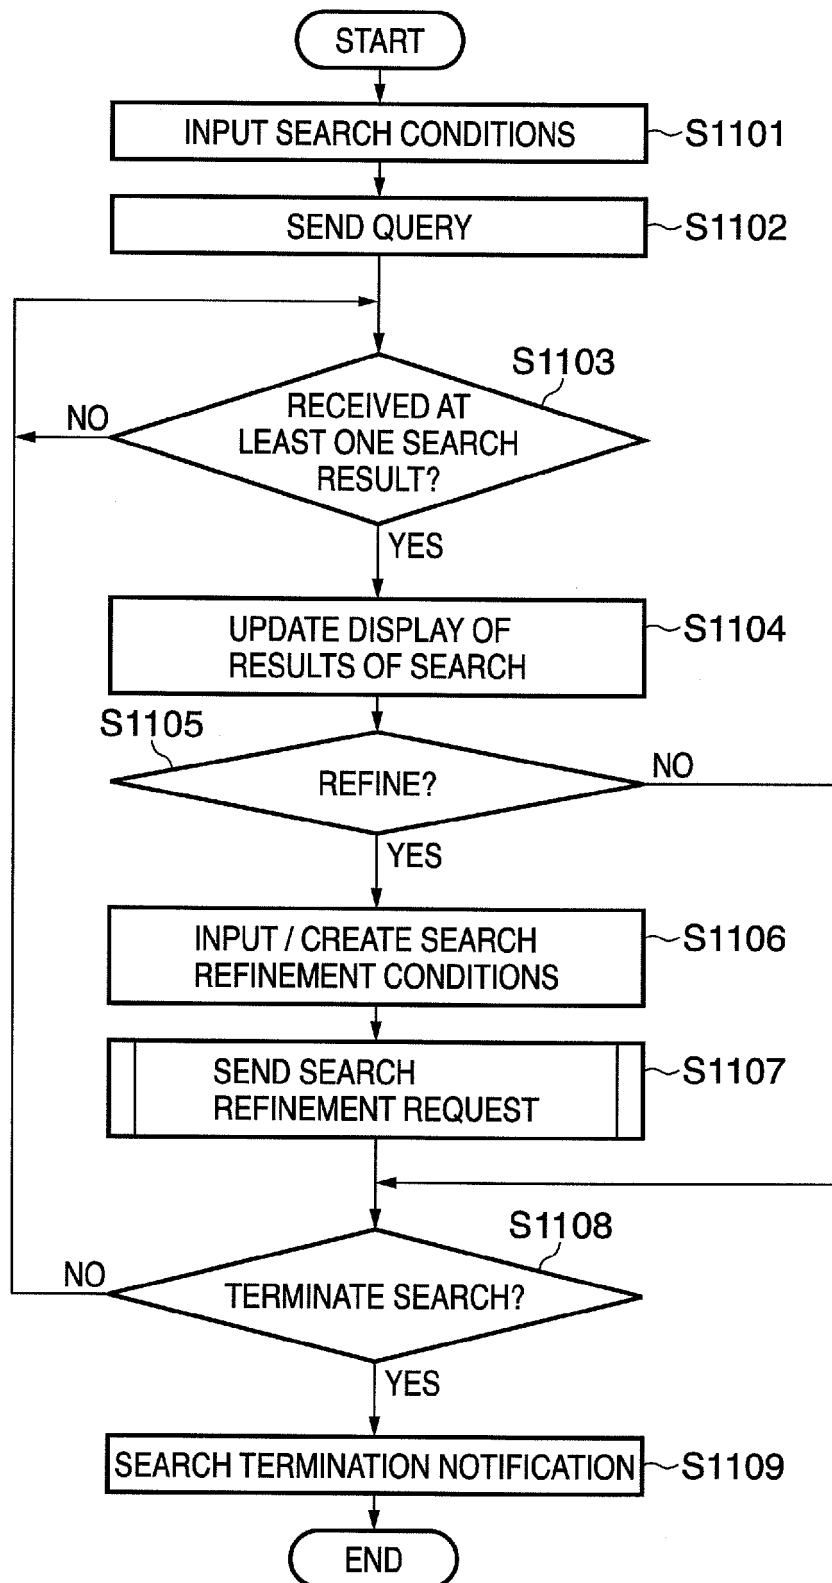 START
INPUT SEARCH CONDITIONS
S1101
SEND QUERY
S1102
S1103
RECEIVED AT
LEAST ONE SEARCH
RESULT?
NO
YES
UPDATE DISPLAY OF
RESULTS OF SEARCH
S1104
S1105
REFINE?
NO
YES
INPUT / CREATE SEARCH
REFINEMENT CONDITIONS
S1106
SEND SEARCH
REFINEMENT REQUEST
S1107
S1108
TERMINATE SEARCH?
NO
YES
SEARCH TERMINATION NOTIFICATION
S1109
END